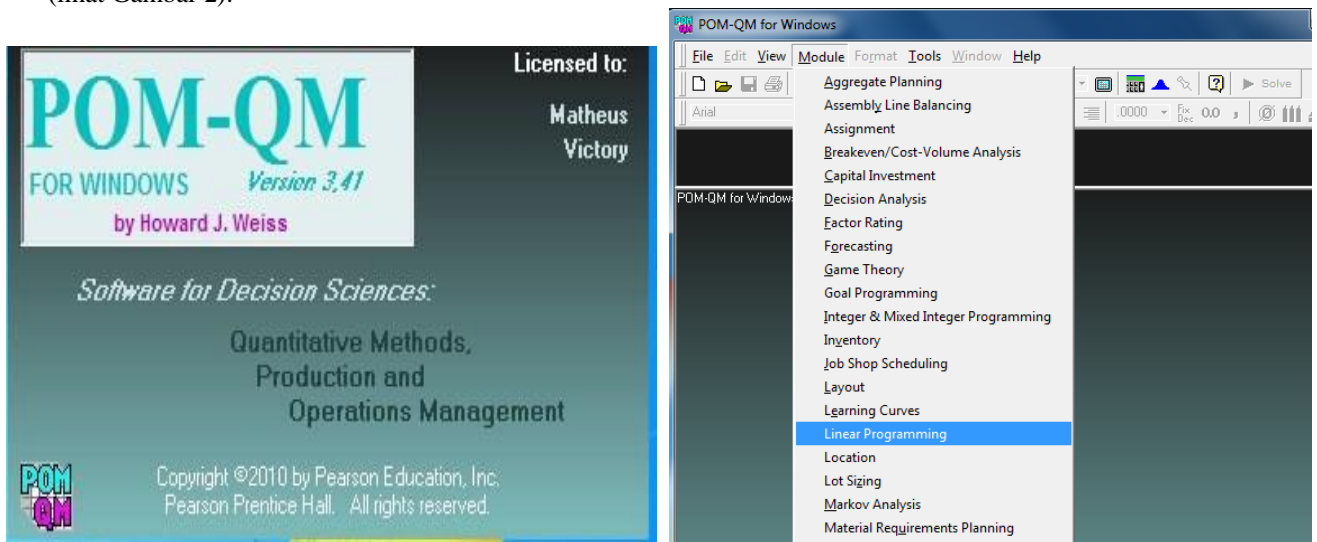 (lihat Gambar 2).
POM-QM
FOR WINDOWS Version 3,41
by Howard J. Weiss
Licensed to:
Matheus
Victory
Software for Decision Sciences:
Quantitative Methods,
Production and
Operations Management
POM
QM
Copyright ©2010 by Pearson Education, Inc.
Pearson Prentice Hall. All rights reserved.
POM-QM for Windows
File Edit View Module Format Tools Window Help
Solve
Arial
.0000 Fix Dec 0.0 ,
POM-QM for Window
Aggregate Planning
Assembly Line Balancing
Assignment
Breakeven/Cost-Volume Analysis
Capital Investment
Decision Analysis
Factor Rating
Forecasting
Game Theory
Goal Programming
Integer & Mixed Integer Programming
Inventory
Job Shop Scheduling
Layout
Learning Curves
Linear Programming
Location
Lot Sizing
Markov Analysis
Material Requirements Planning